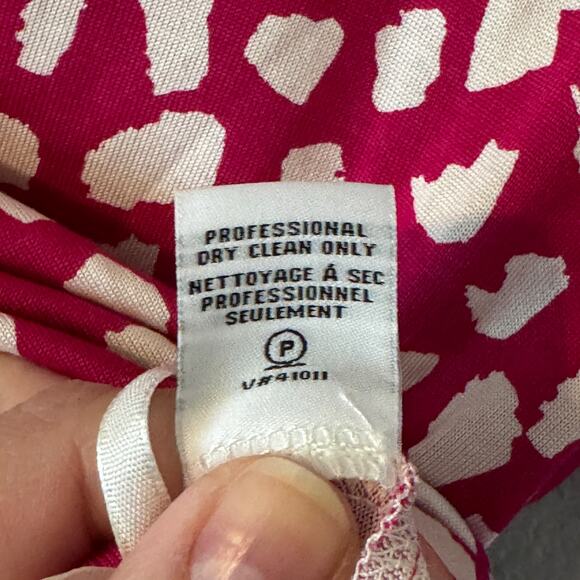 PROFESSIONAL
DRY CLEAN ONLY
NETTOYAGE Á SEC
PROFESSIONNEL
SEULEMENT
P
V#41011